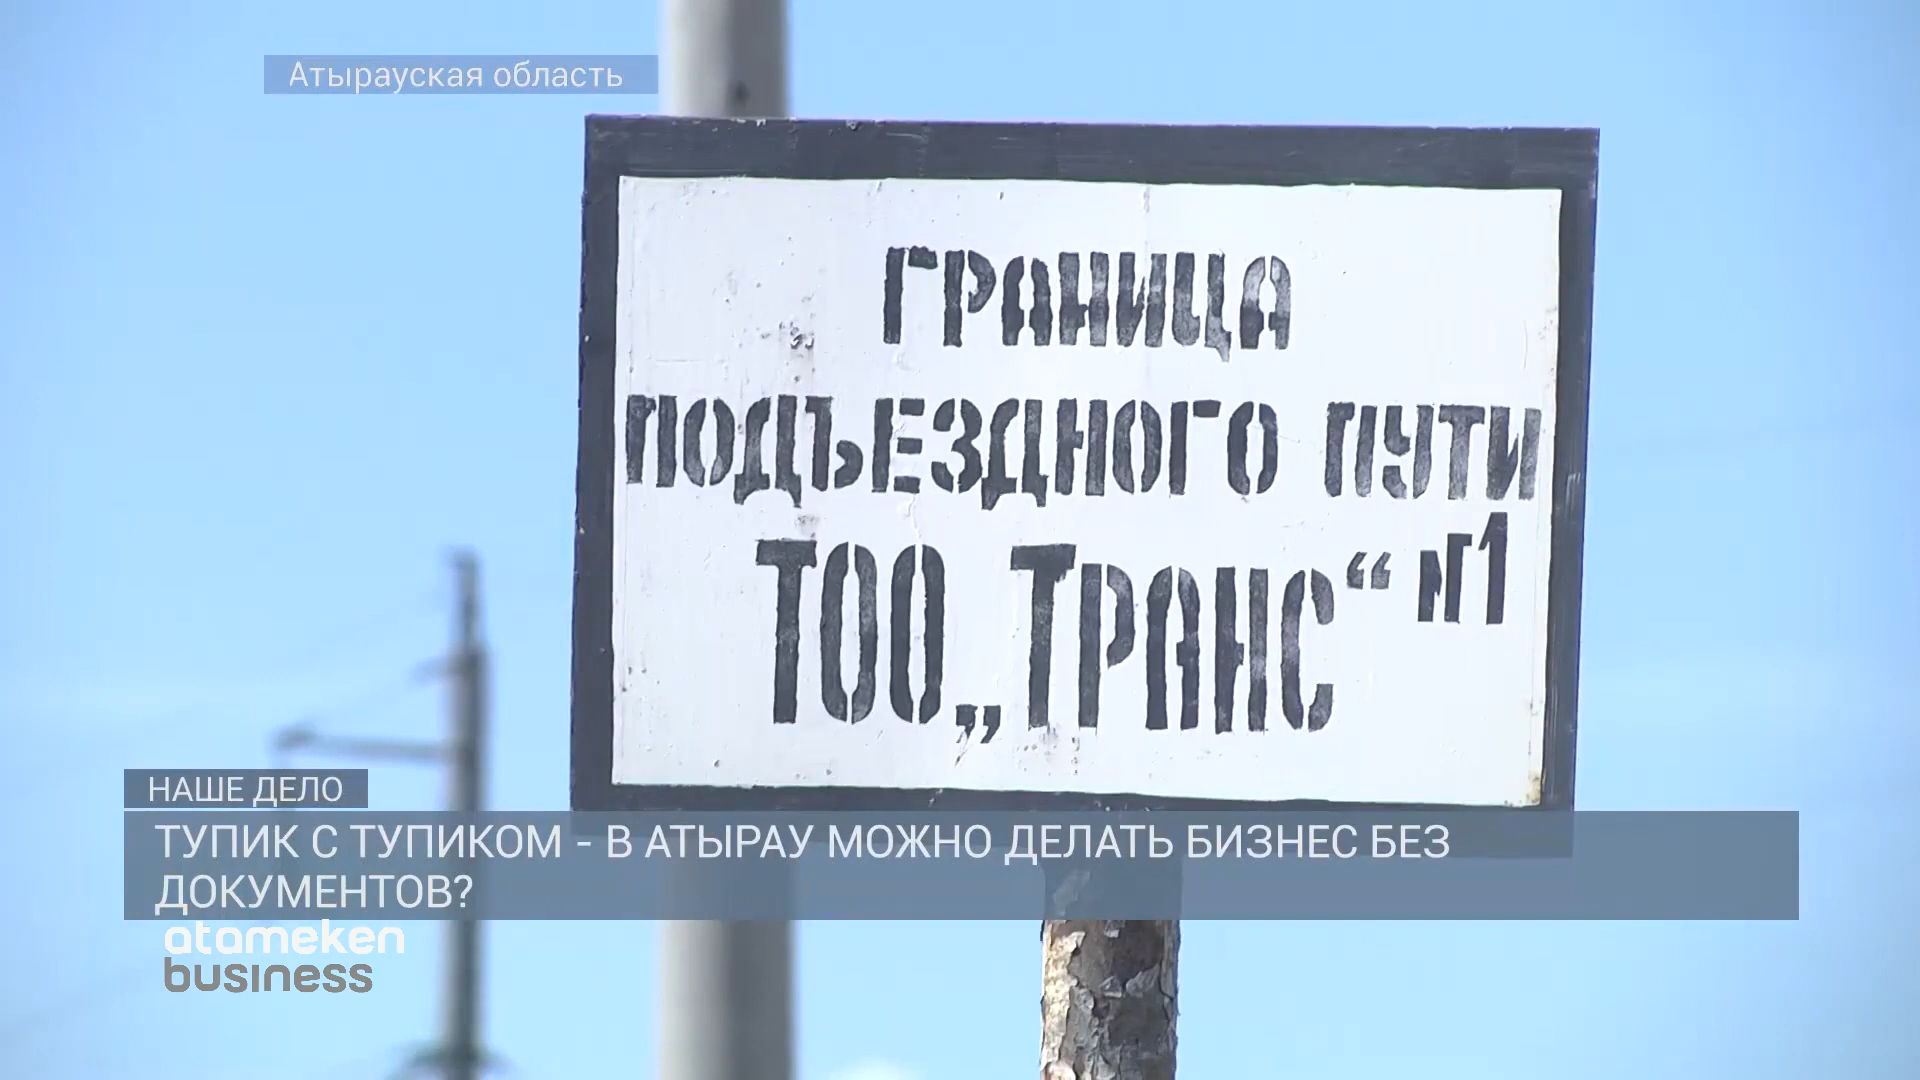 Атырауская область
ГРАНИЦА
ПОДЪЕЗДНОГО ПУТИ
ТОО „ТРАНС“ №1
НАШЕ ДЕЛО
ТУПИК С ТУПИКОМ - В АТЫРАУ МОЖНО ДЕЛАТЬ БИЗНЕС БЕЗ
ДОКУМЕНТОВ?
atameken
business